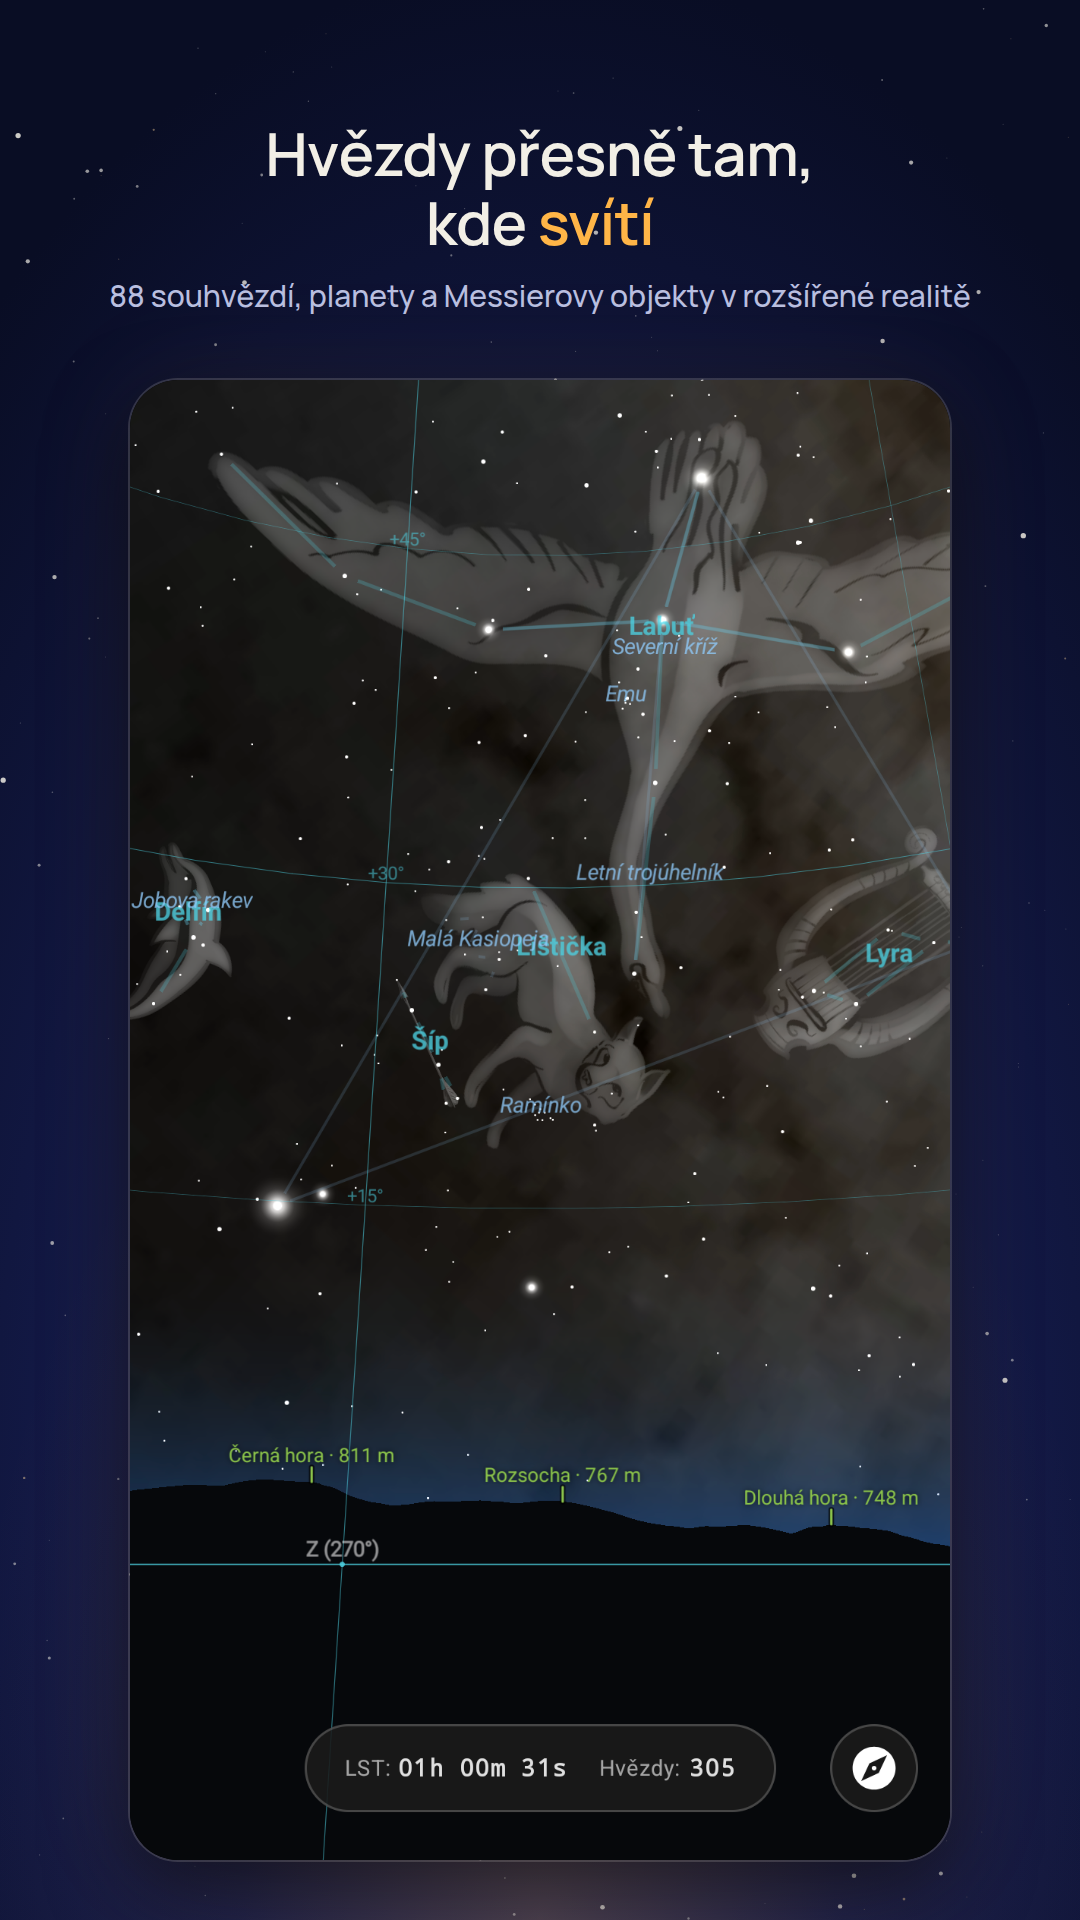 Hvězdy přesně tam,
kde svítí
88 souhvězdí, planety a Messierovy objekty v rozšířené realitě
+45°
Labuť
Severní kříž
Emu
+30°
Letní trojúhelník
Jobova rakev
Delfín
Malá Kasiopeja
Lištička
Lyra
Šíp
Ramínko
+15°
Černá hora · 811 m
Rozsocha · 767 m
Dlouhá hora · 748 m
Z (270°)
LST: 01h 00m 31s Hvězdy: 305